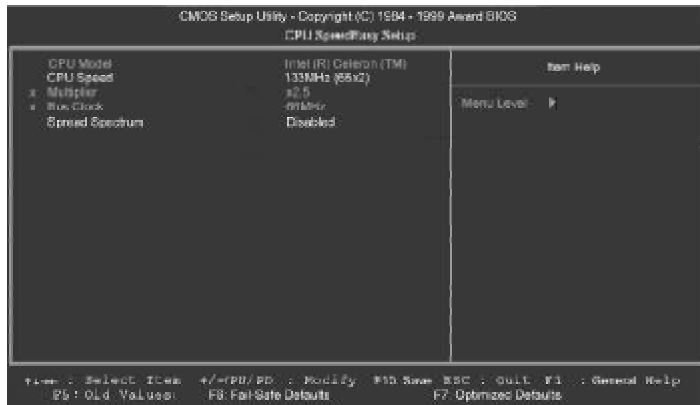 CMOS Setup Utility - Copyright (C) 1984 - 1999 Award BIOS
CPU SpeedEasy Setup
CPU Model Intel (R) Celeron (TM)
CPU Speed 133MHz (66x2)
x Multiplier x2.5
x Bus Clock 66MHz
Spread Spectrum Disabled
Item Help
Menu Level
: Select Item +/-/PU/PD : Modify F10 Save ESC : Quit F1 : General Help
F5: Old Values F6: Fail-Safe Defaults F7: Optimized Defaults